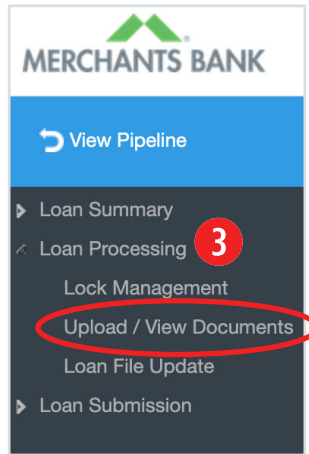 MERCHANTS BANK
View Pipeline
Loan Summary
Loan Processing 3
Lock Management
Upload / View Documents
Loan File Update
Loan Submission